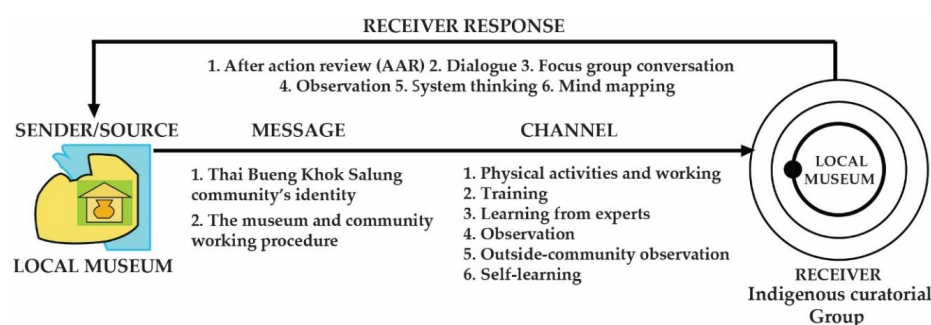 RECEIVER RESPONSE
1. After action review (AAR) 2. Dialogue 3. Focus group conversation
4. Observation 5. System thinking 6. Mind mapping
SENDER/SOURCE
LOCAL MUSEUM
MESSAGE
1. Thai Bueng Khok Salung
community's identity
2. The museum and community
working procedure
CHANNEL
1. Physical activities and working
2. Training
3. Learning from experts
4. Observation
5. Outside-community observation
6. Self-learning
LOCAL
MUSEUM
RECEIVER
Indigenous curatorial
Group